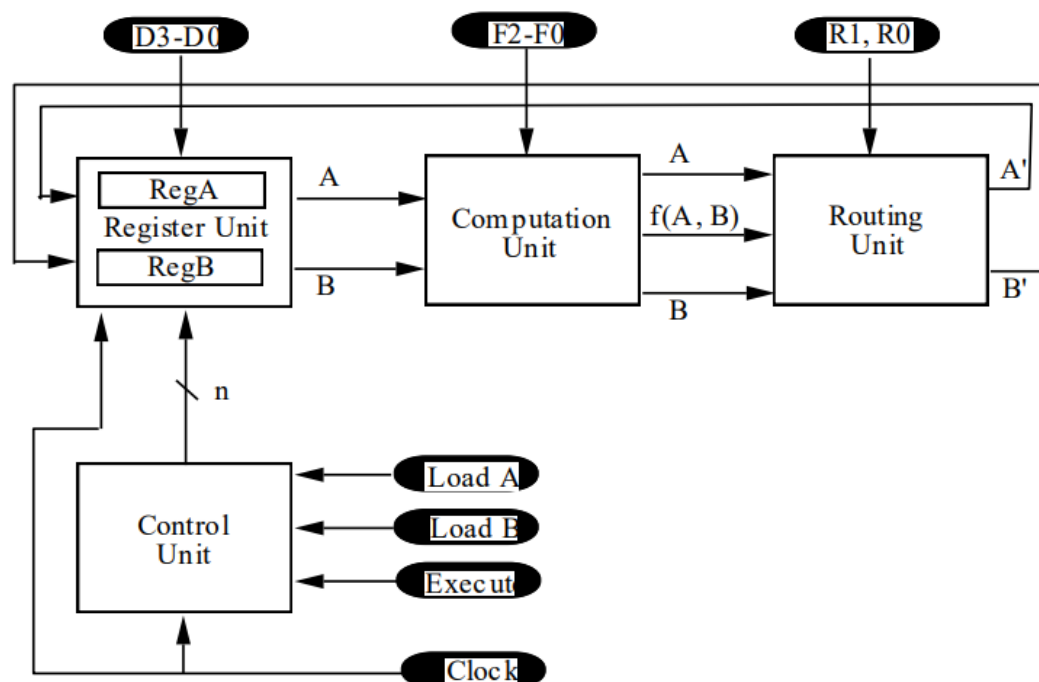 D3-D0
F2-F0
R1, R0
RegA
Register Unit
RegB
A
B
Computation
Unit
A
f(A, B)
B
Routing
Unit
A'
B'
n
Control
Unit
Load A
Load B
Execute
Clock